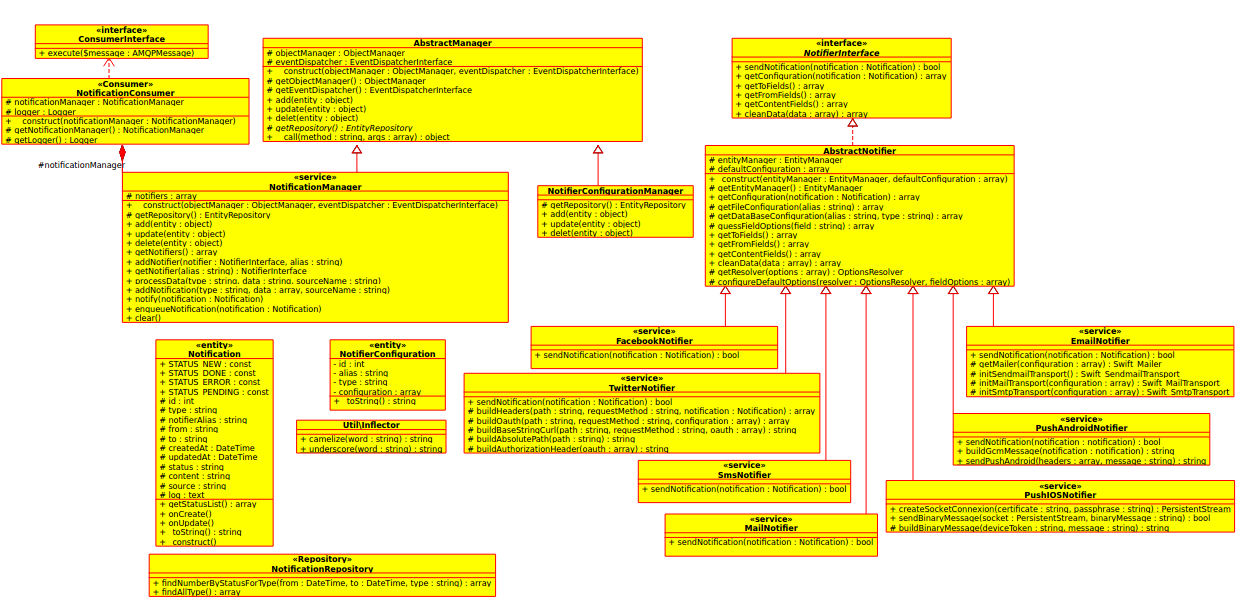 «interface»
ConsumerInterface
+ execute($message : AMQPMessage)
«Consumer»
NotificationConsumer
# notificationManager : NotificationManager
# logger : Logger
+ construct(notificationManager : NotificationManager)
# getNotificationManager() : NotificationManager
# getLogger() : Logger
#notificationManager
AbstractManager
# objectManager : ObjectManager
# eventDispatcher : EventDispatcherInterface
+ construct(objectManager : ObjectManager, eventDispatcher : EventDispatcherInterface)
# getObjectManager() : ObjectManager
# getEventDispatcher() : EventDispatcherInterface
+ add(entity : object)
+ update(entity : object)
+ delet(entity : object)
# getRepository() : EntityRepository
+ call(method : string, args : array) : object
«service»
NotificationManager
# notifiers : array
+ construct(objectManager : ObjectManager, eventDispatcher : EventDispatcherInterface)
# getRepository() : EntityRepository
+ add(entity : object)
+ update(entity : object)
+ delete(entity : object)
+ getNotifiers() : array
+ addNotifier(notifier : NotifierInterface, alias : string)
+ getNotifier(alias : string) : NotifierInterface
+ processData(type : string, data : string, sourceName : string)
+ addNotification(type : string, data : array, sourceName : string)
+ notify(notification : Notification)
+ enqueueNotification(notification : Notification)
+ clear()
NotifierConfigurationManager
# getRepository() : EntityRepository
+ add(entity : object)
+ update(entity : object)
+ delet(entity : object)
«interface»
NotifierInterface
+ sendNotification(notification : Notification) : bool
+ getConfiguration(notification : Notification) : array
+ getToFields() : array
+ getFromFields() : array
+ getContentFields() : array
+ cleanData(data : array) : array
AbstractNotifier
# entityManager : EntityManager
# defaultConfiguration : array
+ construct(entityManager : EntityManager, defaultConfiguration : array)
# getEntityManager() : EntityManager
+ getConfiguration(notification : Notification) : array
# getFileConfiguration(alias : string) : array
# getDataBaseConfiguration(alias : string, type : string) : array
# guessFieldOptions(field : string) : array
+ getToFields() : array
+ getFromFields() : array
+ getContentFields() : array
+ cleanData(data : array) : array
# getResolver(options : array) : OptionsResolver
# configureDefaultOptions(resolver : OptionsResolver, fieldOptions : array)
«entity»
Notification
+ STATUS_NEW : const
+ STATUS_DONE : const
+ STATUS_ERROR : const
+ STATUS_PENDING : const
# id : int
# type : string
# notifierAlias : string
# from : string
# to : string
# createdAt : DateTime
# updatedAt : DateTime
# status : string
# content : string
# source : string
# log : text
+ getStatusList() : array
+ onCreate()
+ onUpdate()
+ toString() : string
+ construct()
«entity»
NotifierConfiguration
- id : int
- alias : string
- type : string
- configuration : array
+ toString() : string
Util\Inflector
+ camelize(word : string) : string
+ underscore(word : string) : string
«Repository»
NotificationRepository
+ findNumberByStatusForType(from : DateTime, to : DateTime, type : string) : array
+ findAllType() : array
«service»
FacebookNotifier
+ sendNotification(notification : Notification) : bool
«service»
TwitterNotifier
+ sendNotification(notification : Notification) : bool
# buildHeaders(path : string, requestMethod : string, notification : Notification) : array
# buildOauth(path : string, requestMethod : string, configuration : array) : array
# buildBaseStringCurl(path : string, requestMethod : string, oauth : array) : string
# buildAbsolutePath(path : string) : string
# buildAuthorizationHeader(oauth : array) : string
«service»
SmsNotifier
+ sendNotification(notification : Notification) : bool
«service»
MailNotifier
+ sendNotification(notification : Notification) : bool
«service»
EmailNotifier
+ sendNotification(notification : Notification) : bool
# getMailer(configuration : array) : Swift_Mailer
# initSendmailTransport() : Swift_SendmailTransport
# initMailTransport(configuration : array) : Swift_MailTransport
# initSmtpTransport(configuration : array) : Swift_SmtpTransport
«service»
PushAndroidNotifier
+ sendNotification(notification : notification) : bool
+ buildGcmMessage(notification : notification) : string
+ sendPushAndroid(headers : array, message : string) : string
«service»
PushIOSNotifier
+ createSocketConnexion(certificate : string, passphrase : string) : PersistentStream
+ sendBinaryMessage(socket : PersistentStream, binaryMessage : string) : bool
# buildBinaryMessage(deviceToken : string, message : string) : string